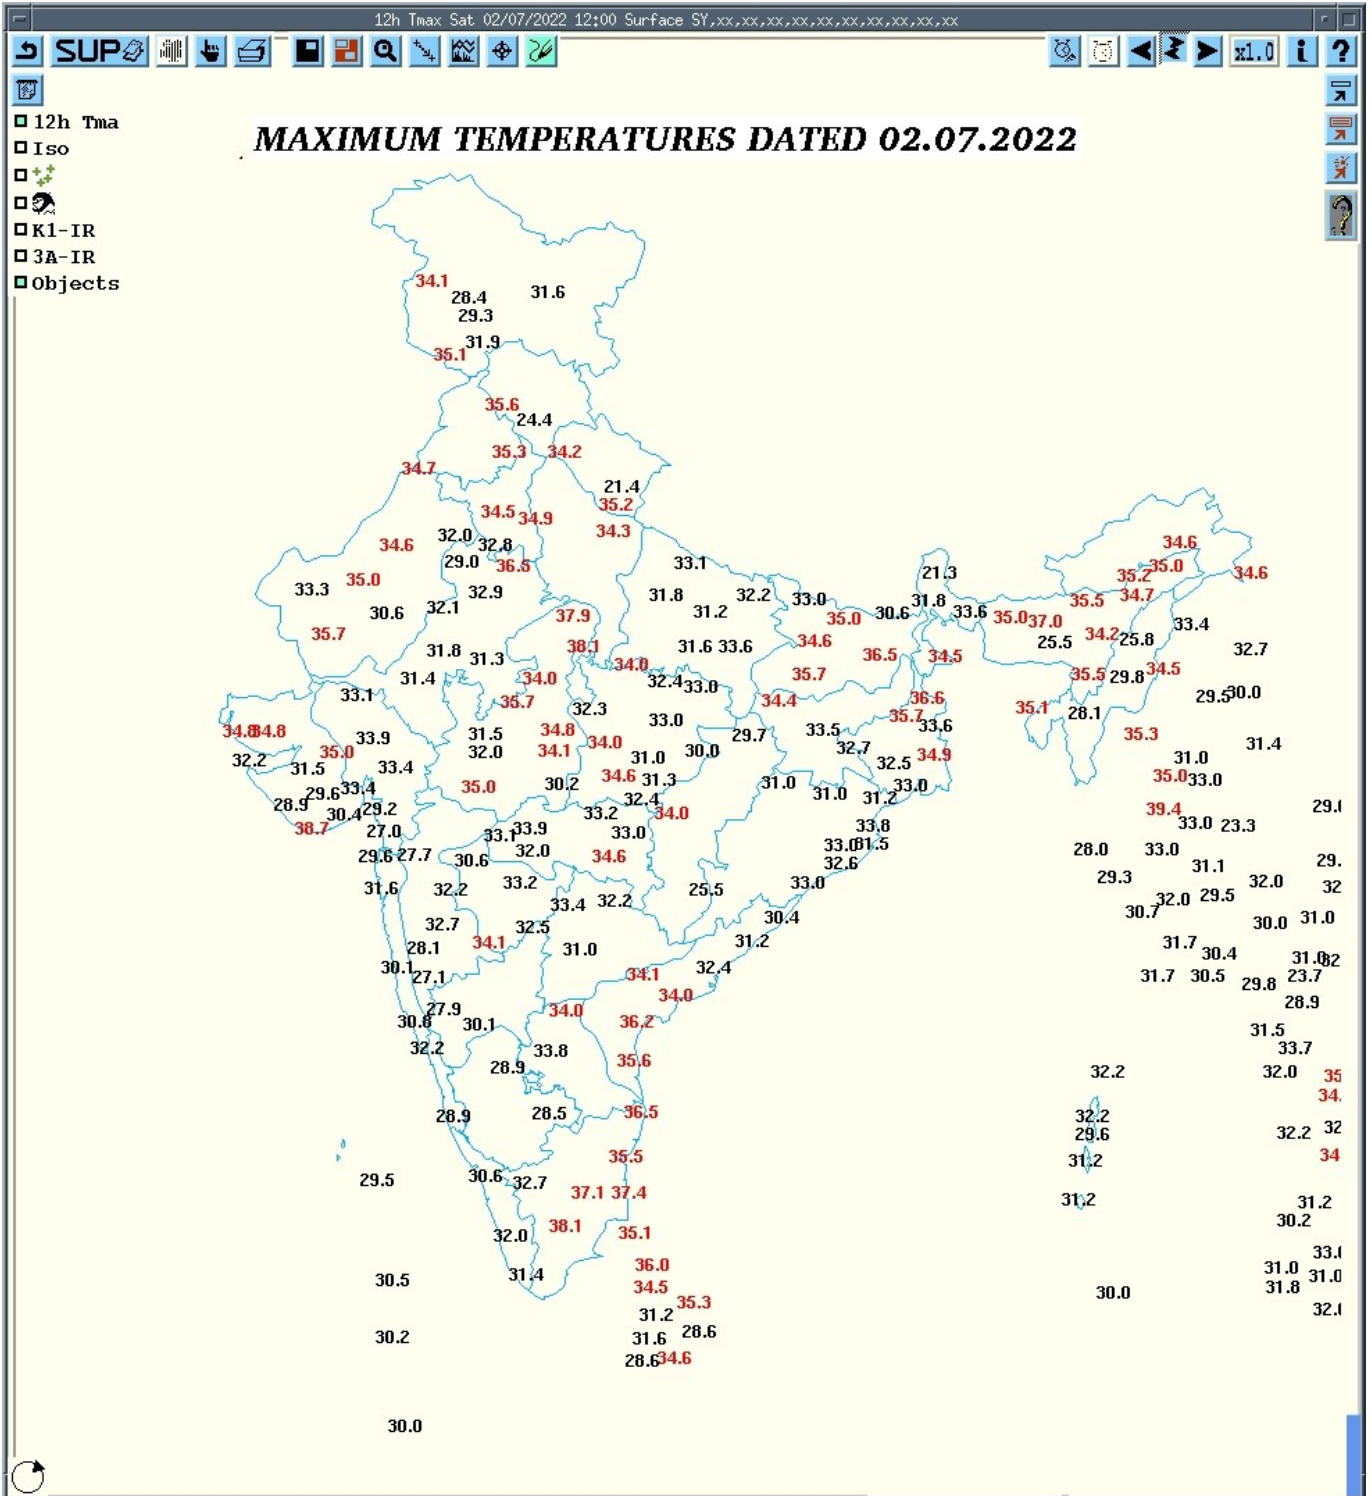 12h Tmax Sat 02/07/2022 12:00 Surface SY,xx,xx,xx,xx,xx,xx,xx,xx,xx,xx
SUP x1.0 i ?
12h Tma
Iso
K1-IR
3A-IR
Objects
MAXIMUM TEMPERATURES DATED 02.07.2022
34.1
28.4 31.6
29.3
31.9
35.1
35.6
24.4
35.3 34.2
34.7
21.4
35.2
34.5 34.9
34.3
32.0
34.6 32.8 34.6
29.0 36.5 33.1 35.0
35.0 21.3 35.2 34.6
33.3 32.9 31.8 32.2 33.0 31.8 35.5 34.7
30.6 32.1 37.9 31.2 35.0 30.6 33.6 35.0 37.0 33.4
35.7 34.6 34.2 25.8
31.8 38.1 31.6 33.6 36.5 34.5 25.5 32.7
31.3 34.0 34.5
31.4 34.0 32.4 33.0 35.7 35.5 29.8
33.1 35.7 34.4 36.6 29.5 30.0
32.3 35.7 35.1 28.1
34.8 34.8 31.5 34.8 33.0 29.7 33.5 33.6 35.3
33.9 34.1 34.0 32.7 31.4
32.2 35.0 32.0 31.0 30.0 32.5 34.9 31.0
31.5 33.4 34.6 31.3 35.0 33.0
29.6 33.4 35.0 30.2 31.0 31.0 31.2 33.0
28.9 30.4 29.2 33.2 32.4 34.0 39.4
38.7 27.0 33.1 33.9 33.0 33.8 33.0 23.3
29.6 27.7 30.6 32.0 34.6 33.0 31.5 28.0 33.0
32.6 31.1
31.6 32.2 33.2 25.5 33.0 29.3 32.0
33.4 32.2 32.0 29.5
32.7 32.5 30.4 30.7 30.0 31.0
28.1 34.1 31.0 31.2 31.7 30.4
30.1 27.1 34.1 32.4 31.7 30.5 29.8 23.7
27.9 34.0 34.0 28.9
30.8 30.1 36.2 31.5
32.2 33.8 35.6 33.7
28.9 32.2 32.0
28.9 28.5 36.5 32.2
29.6 32.2
35.5 31.2
29.5 30.6 32.7 37.1 37.4 31.2 31.2
38.1 30.2
32.0 35.1
36.0 31.0
30.5 31.4 34.5 31.8
35.3 30.0
31.2
30.2 31.6 28.6
28.6 34.6
30.0